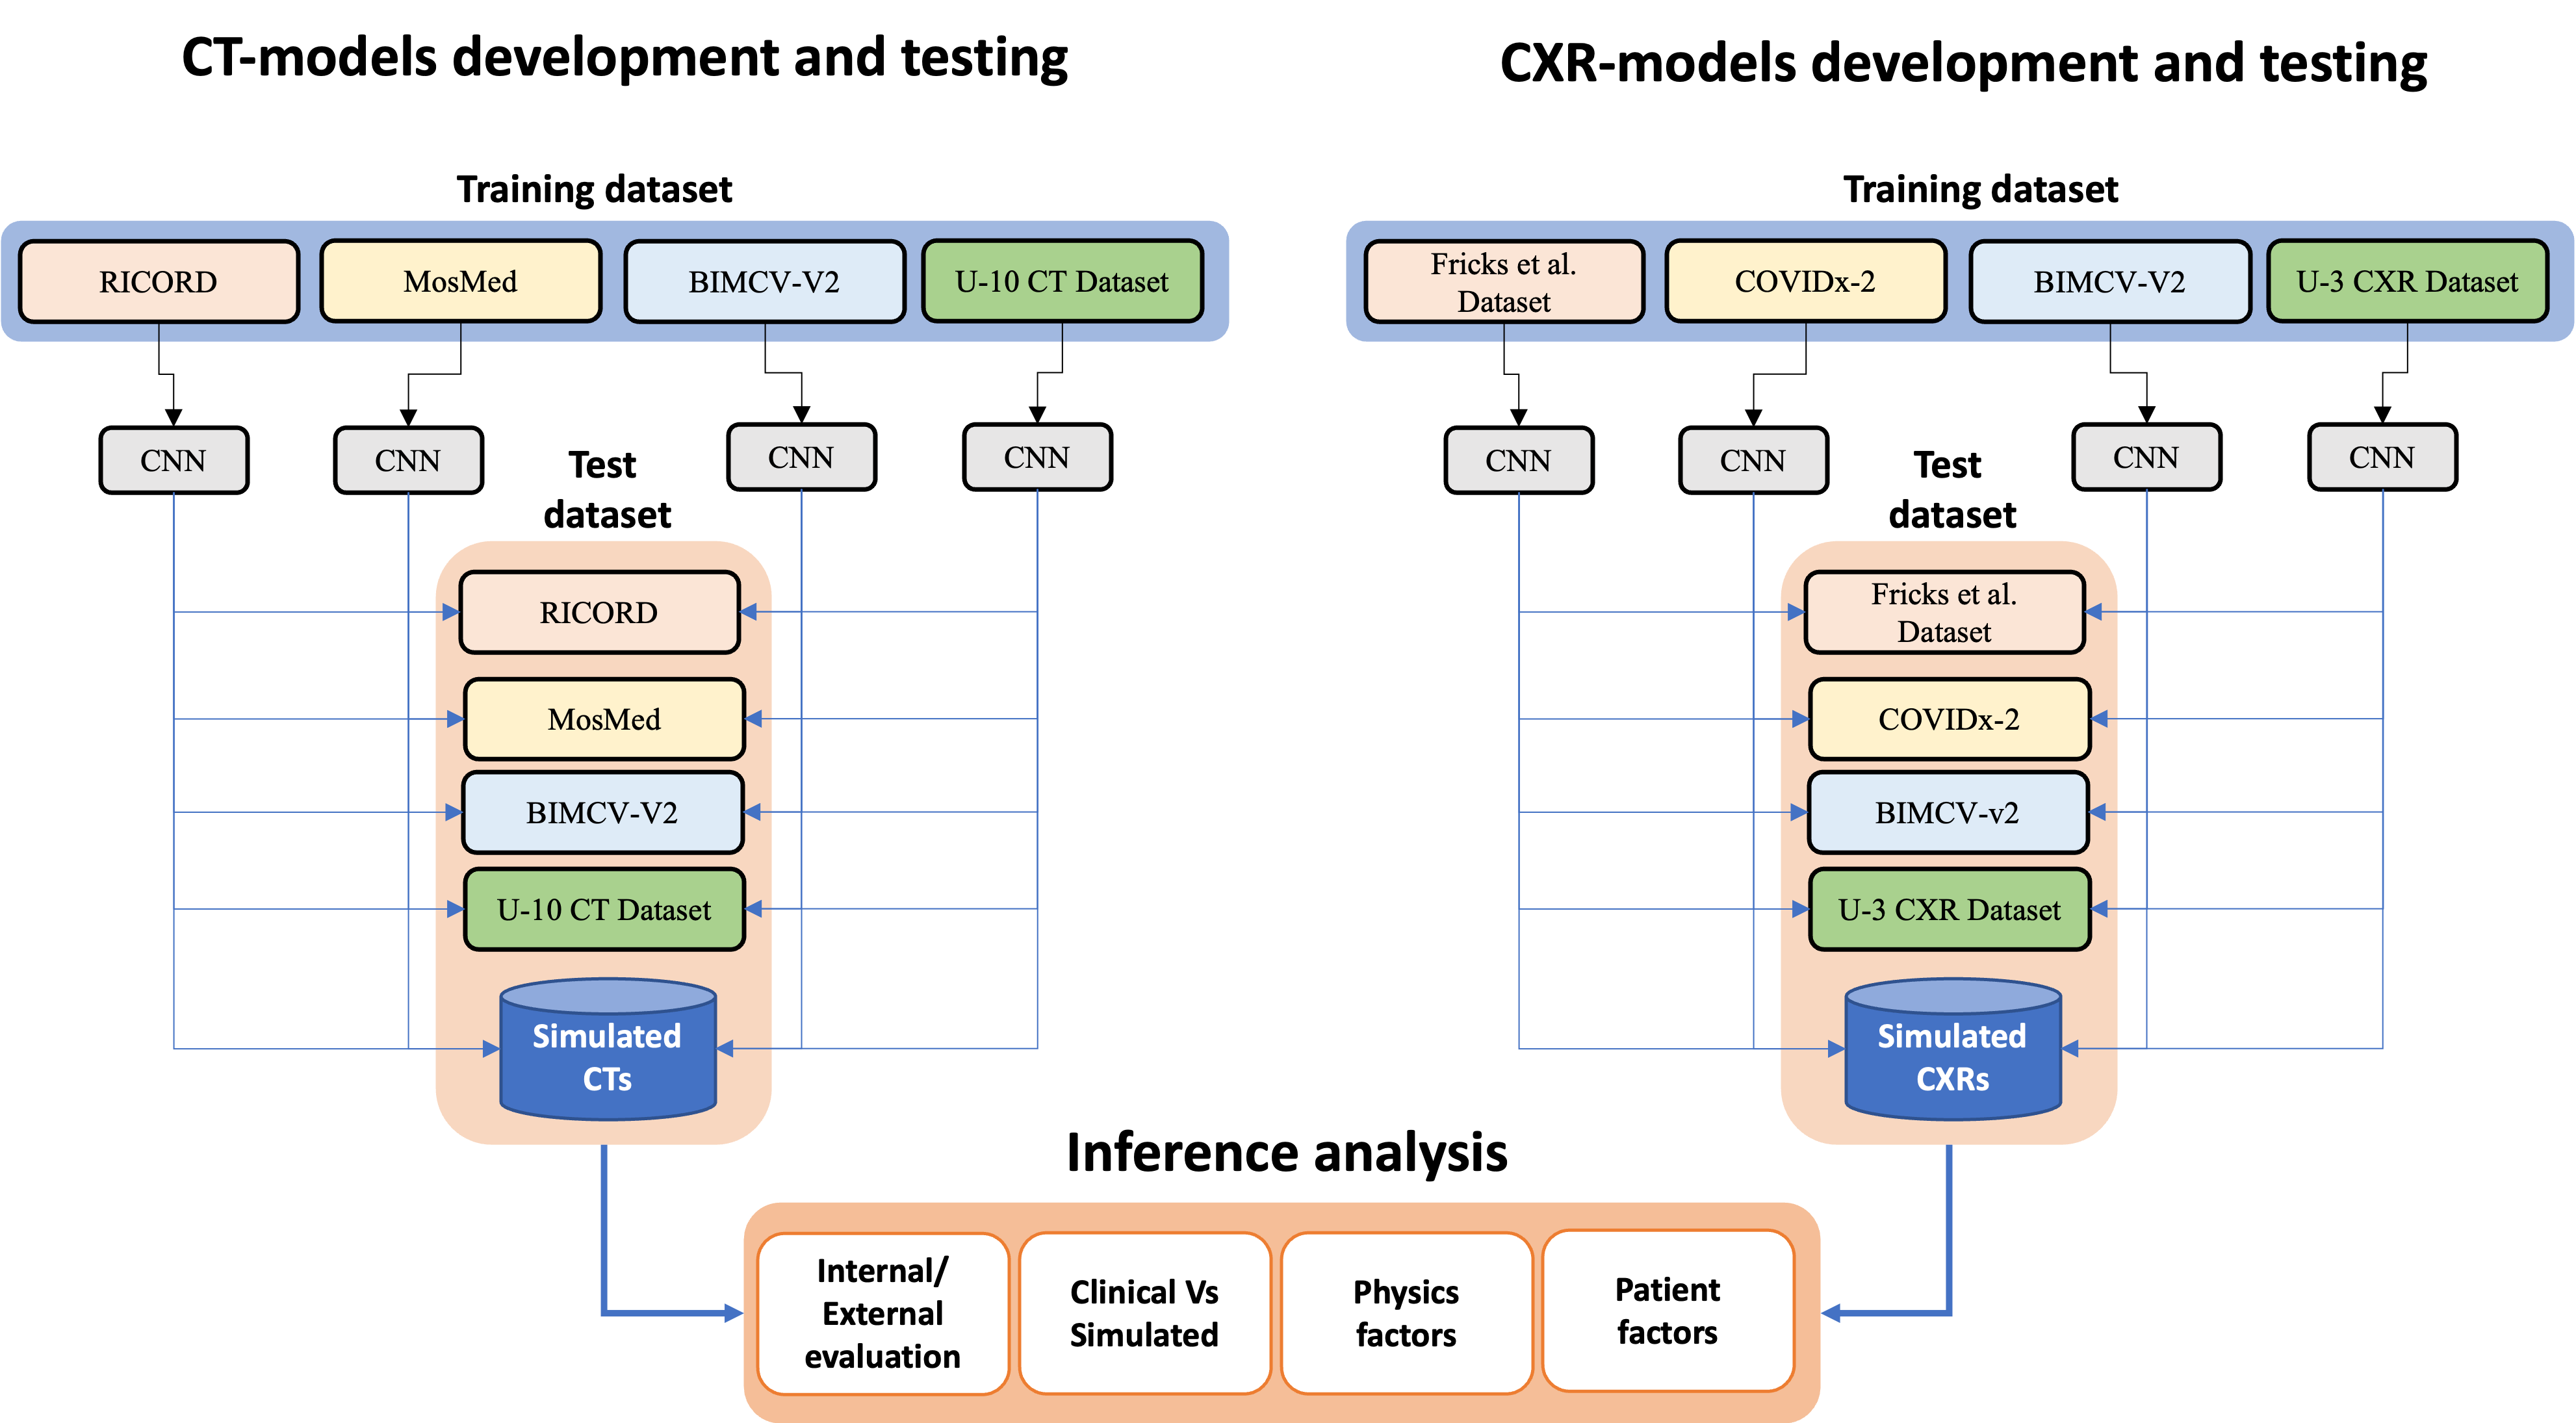 CT-models development and testing
Training dataset
RICORD
MosMed
BIMCV-V2
U-10 CT Dataset
CNN
CNN
CNN
CNN
Test
dataset
RICORD
MosMed
BIMCV-V2
U-10 CT Dataset
Simulated
CTs
CXR-models development and testing
Training dataset
Fricks et al.
Dataset
COVIDx-2
BIMCV-V2
U-3 CXR Dataset
CNN
CNN
CNN
CNN
Test
dataset
Fricks et al.
Dataset
COVIDx-2
BIMCV-v2
U-3 CXR Dataset
Simulated
CXRs
Inference analysis
Internal/
External
evaluation
Clinical Vs
Simulated
Physics
factors
Patient
factors